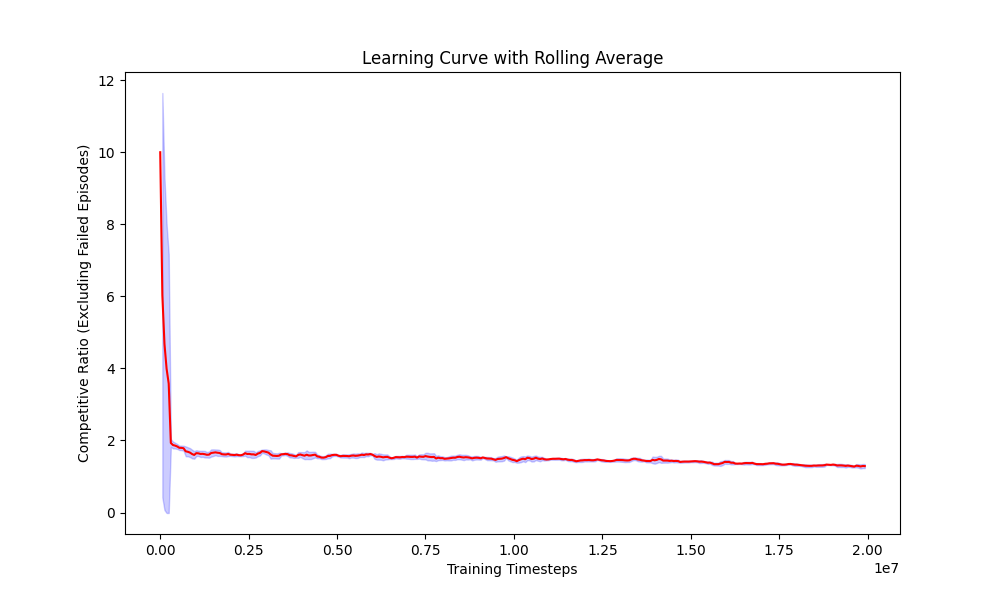 Learning Curve with Rolling Average
Competitive Ratio (Excluding Failed Episodes)
12
10
8
6
4
2
0
0.00 0.25 0.50 0.75 1.00 1.25 1.50 1.75 2.00
1e7
Training Timesteps